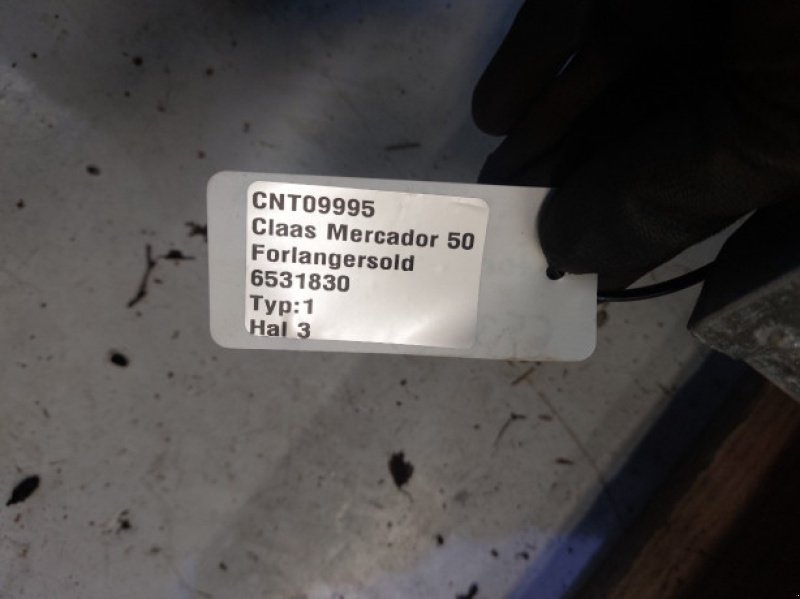 CNT09995
Claas Mercador 50
Forlangersold
6531830
Typ:1
Hal 3